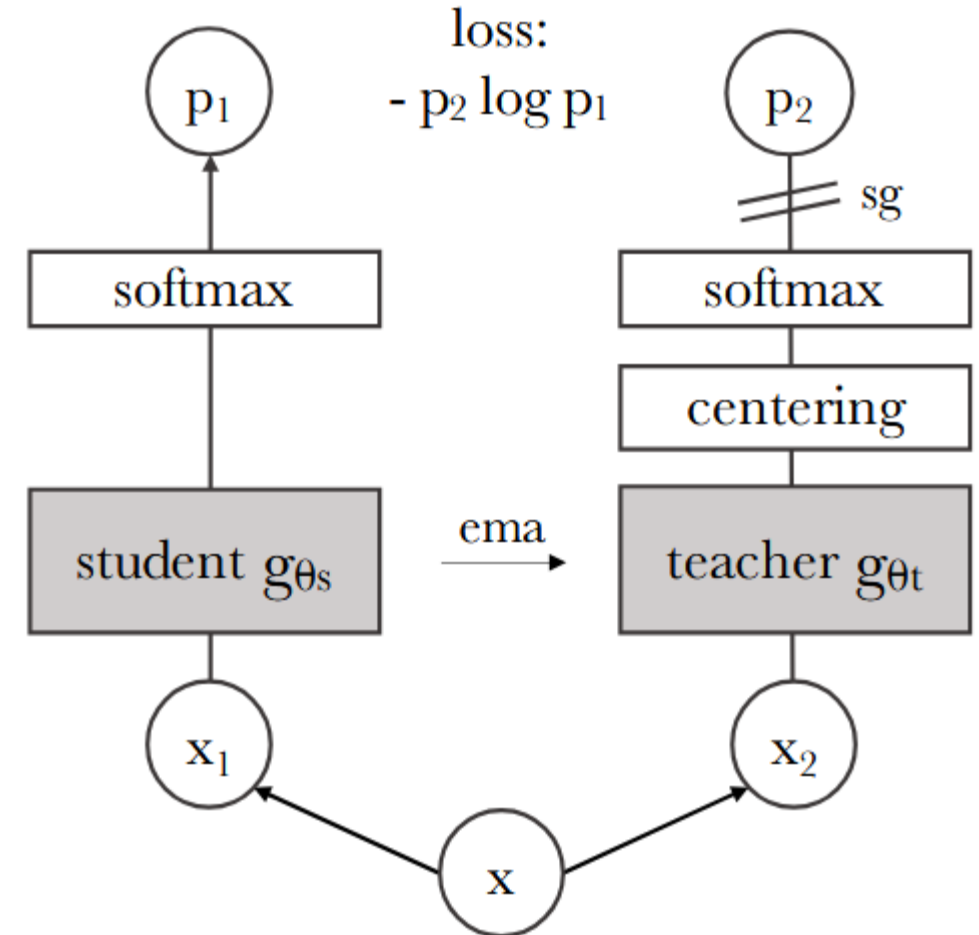 loss:
- p₂ log p₁
p₁
p₂
sg
softmax
softmax
centering
student gθs
ema
teacher gθt
x₁
x₂
x